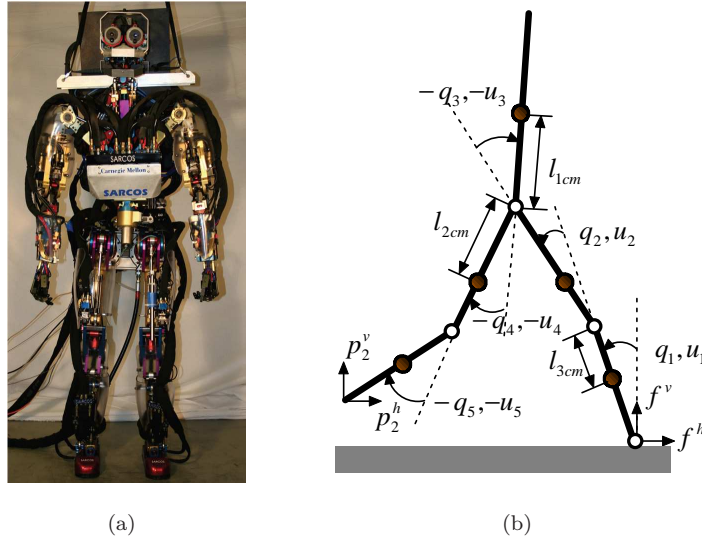 SARCOS
Carnegie Mellon
SARCOS
(a)
−q₃,−u₃
l₁cm
l₂cm
q₂,u₂
−q₄,−u₄
p₂ᵛ
l₃cm
q₁,u₁
p₂ʰ
−q₅,−u₅
fᵛ
fʰ
(b)